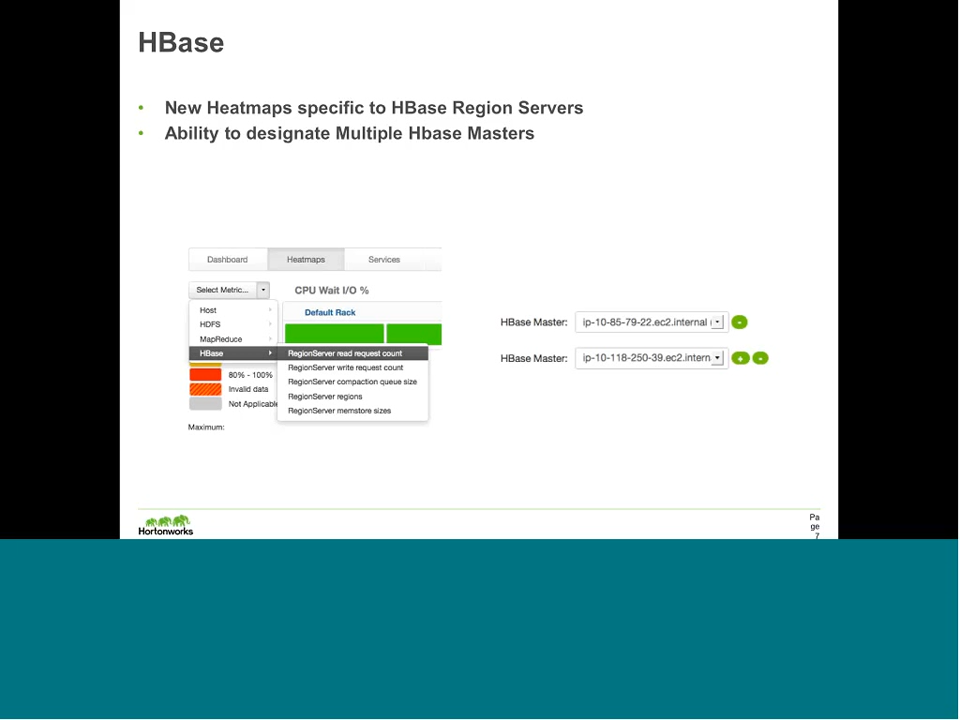 HBase
• New Heatmaps specific to HBase Region Servers
• Ability to designate Multiple Hbase Masters
Dashboard Heatmaps Services
Select Metric...
CPU Wait I/O %
Host
Default Rack
HDFS
MapReduce
HBase
RegionServer read request count
RegionServer write request count
80% - 100%
RegionServer compaction queue size
Invalid data
RegionServer regions
Not Applicable
RegionServer memstore sizes
Maximum:
HBase Master: ip-10-85-79-22.ec2.internal ( -
HBase Master: ip-10-118-250-39.ec2.intern + -
Hortonworks
Pa
ge
7